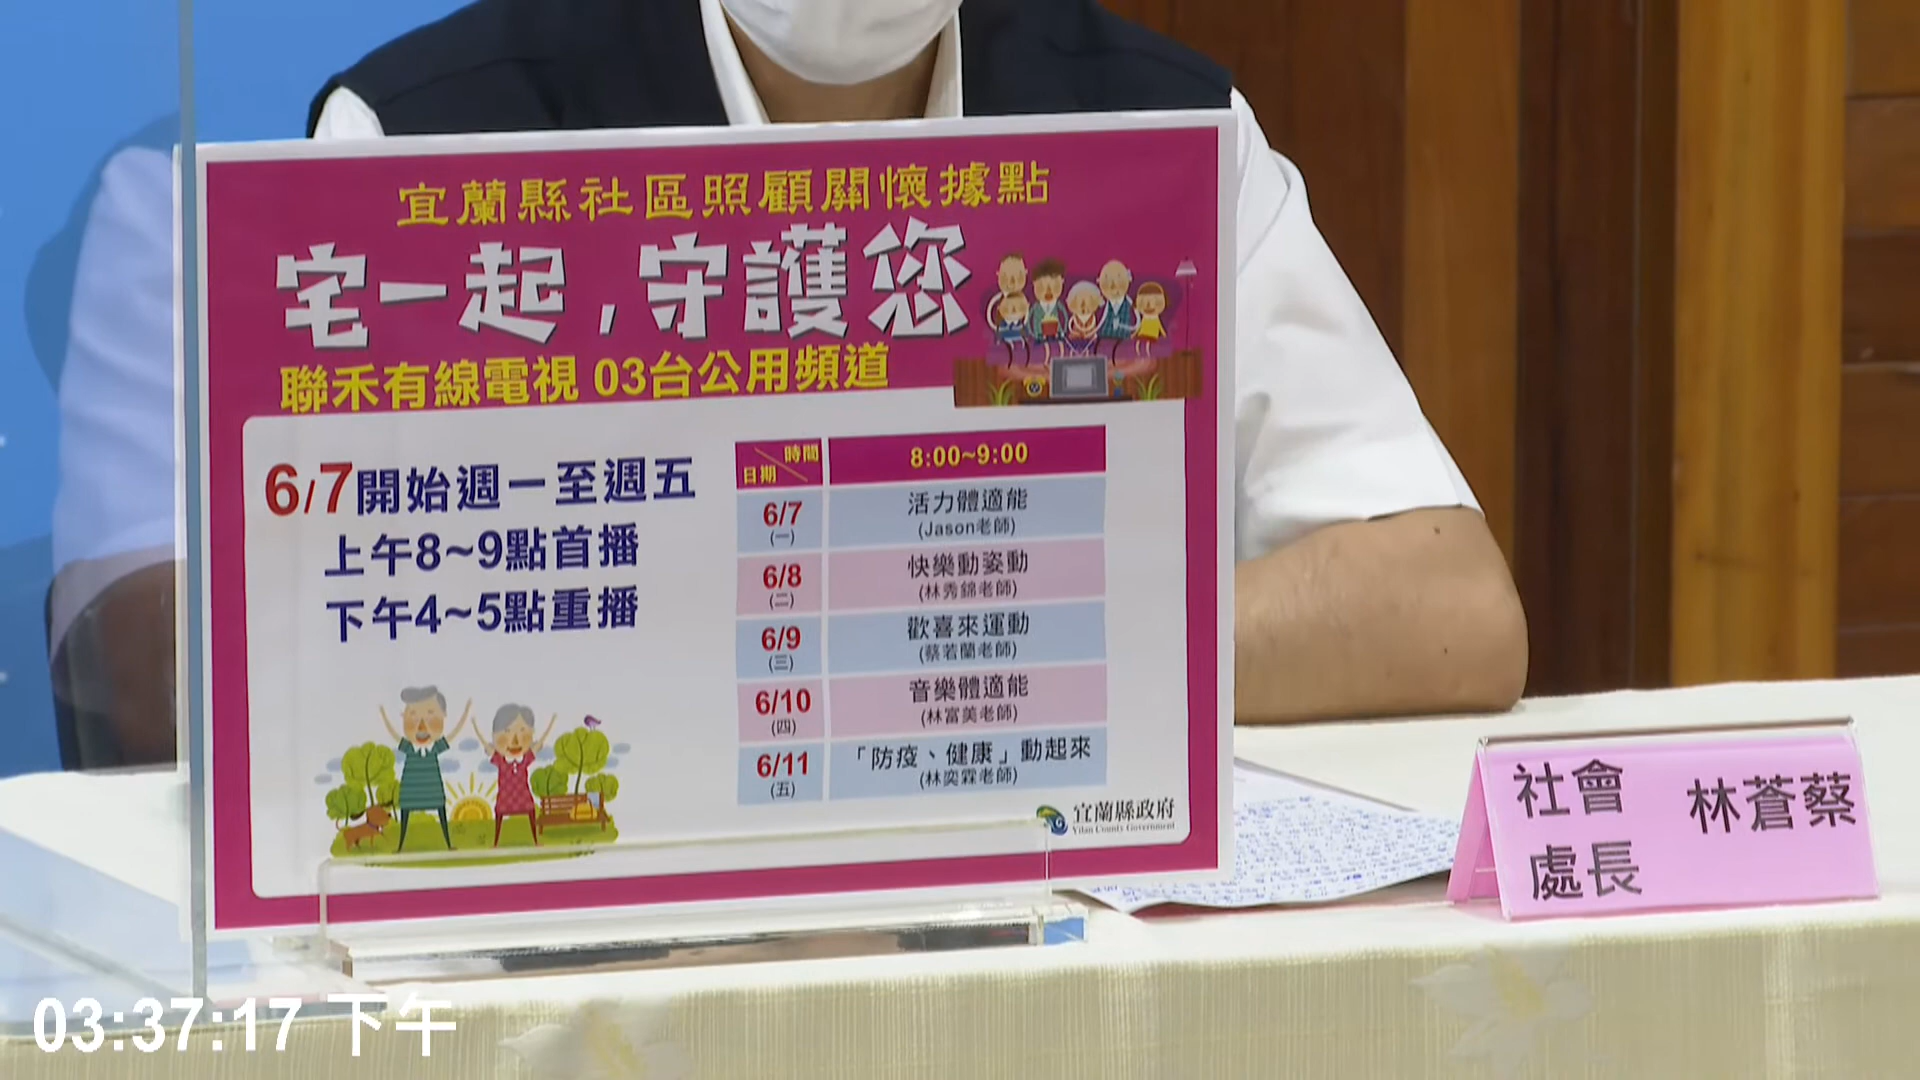 宜蘭縣社區照顧關懷據點
宅一起,守護您
聯禾有線電視 03台公用頻道
6/7開始週一至週五
上午8~9點首播
下午4~5點重播
時間
日期
8:00~9:00
6/7
(一)
活力體適能
(Jason老師)
6/8
(二)
快樂動姿動
(林秀錦老師)
6/9
(三)
歡喜來運動
(蔡若蘭老師)
6/10
(四)
音樂體適能
(林富美老師)
6/11
(五)
「防疫、健康」動起來
(林奕霖老師)
宜蘭縣政府
Yilan County Government
社會
處長
林蒼蔡
03:37:17 下午